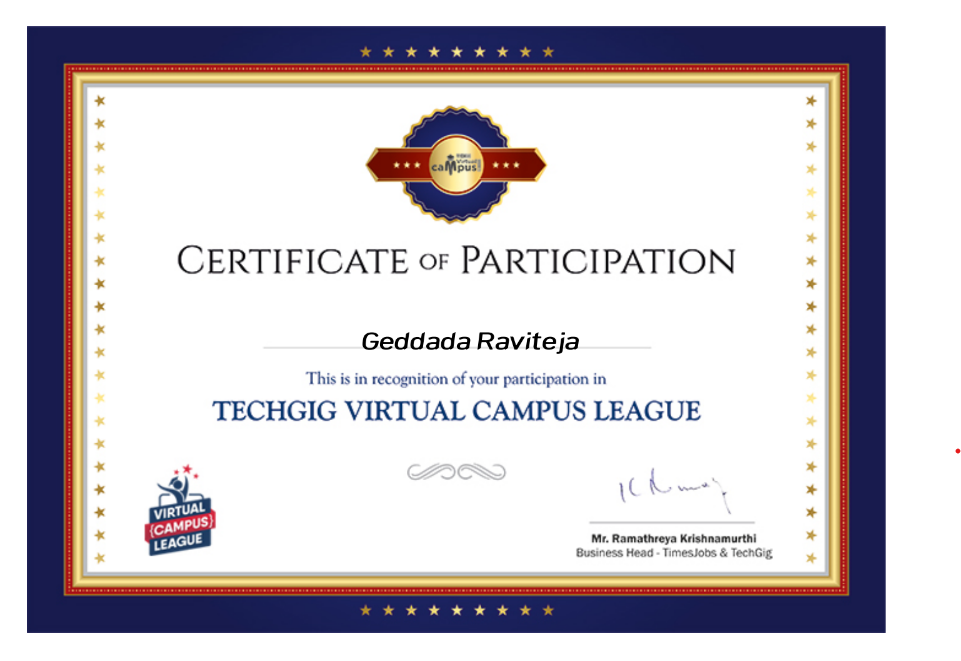 Virtual
caMpus
CERTIFICATE OF PARTICIPATION
Geddada Raviteja
This is in recognition of your participation in
TECHGIG VIRTUAL CAMPUS LEAGUE
VIRTUAL
{CAMPUS}
LEAGUE
Mr. Ramathreya Krishnamurthi
Business Head - TimesJobs & TechGig